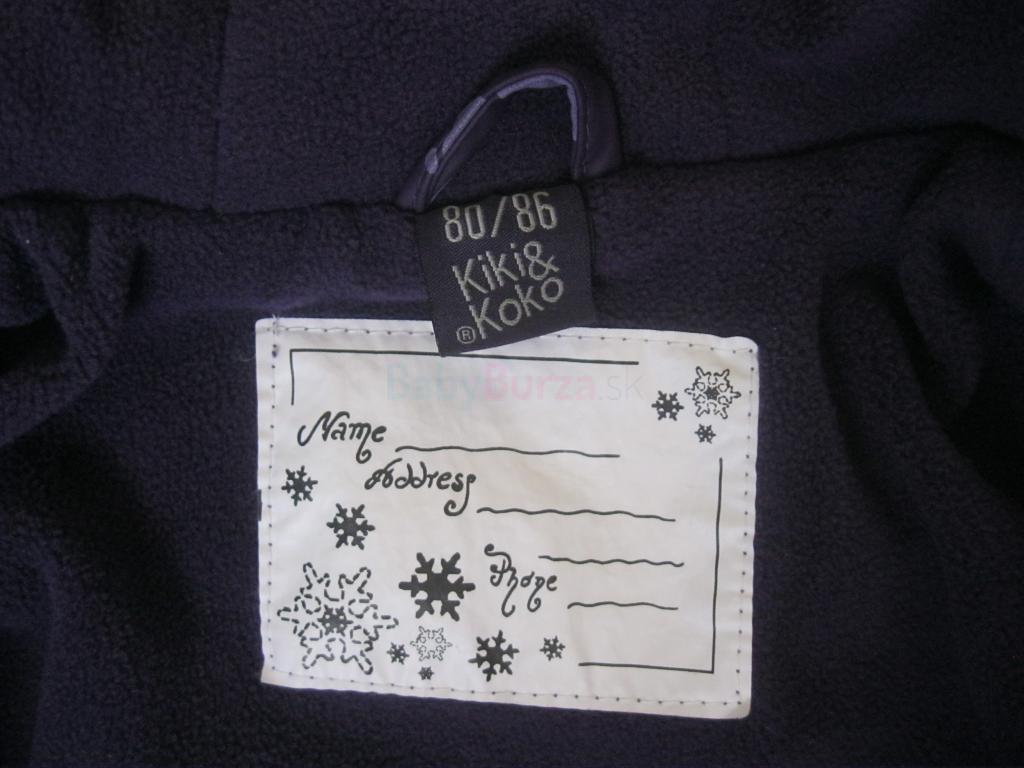 80/86
Kiki&
®Koko
BabyBurza.sk
Name
Address
Phone